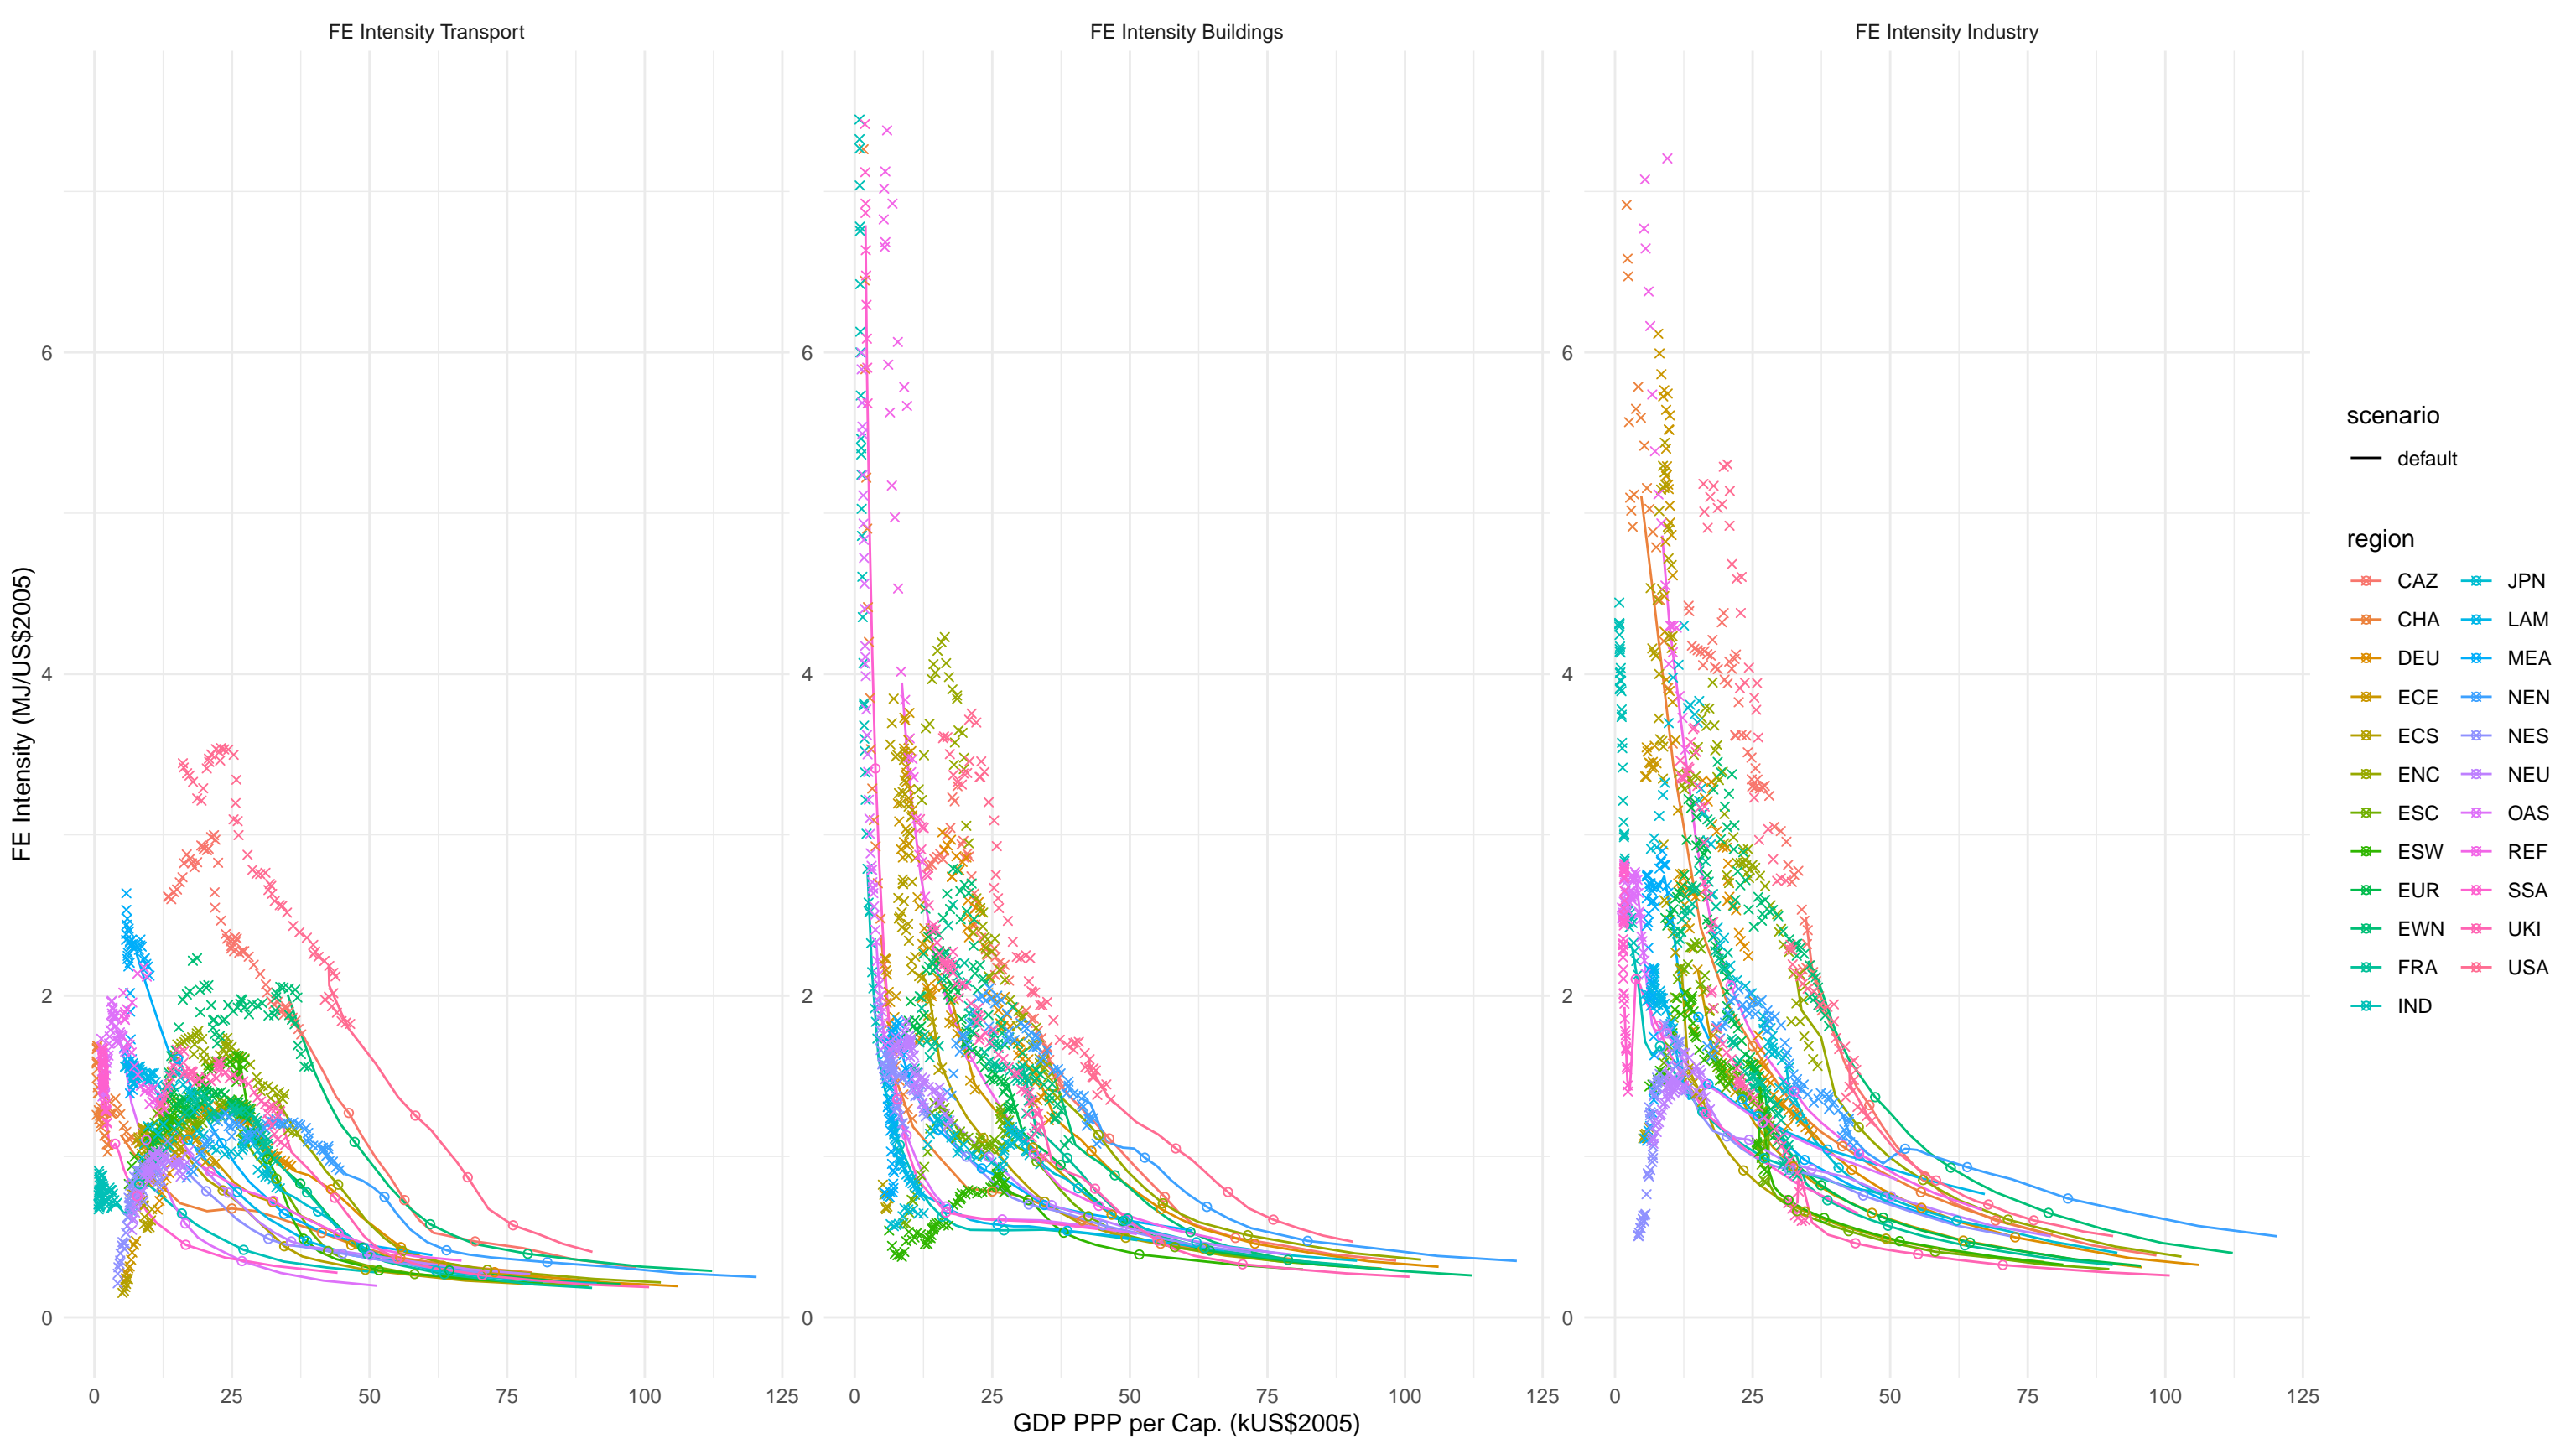 FE Intensity Transport
FE Intensity Buildings
FE Intensity Industry
FE Intensity (MJ/US$2005)
6
4
2
0
6
4
2
0
6
4
2
0
0 25 50 75 100 125
0 25 50 75 100 125
0 25 50 75 100 125
GDP PPP per Cap. (kUS$2005)
scenario
default
region
CAZ
CHA
DEU
ECE
ECS
ENC
ESC
ESW
EUR
EWN
FRA
IND
JPN
LAM
MEA
NEN
NES
NEU
OAS
REF
SSA
UKI
USA